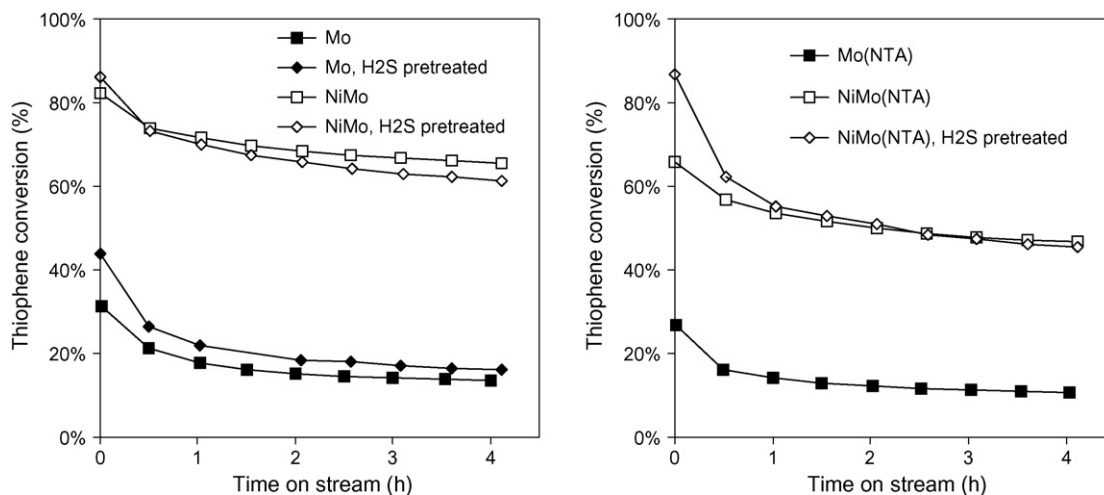 100%
80%
60%
40%
20%
0%
Thiophene conversion (%)
Mo
Mo, H2S pretreated
NiMo
NiMo, H2S pretreated
0 1 2 3 4
Time on stream (h)
100%
80%
60%
40%
20%
0%
Thiophene conversion (%)
Mo(NTA)
NiMo(NTA)
NiMo(NTA), H2S pretreated
0 1 2 3 4
Time on stream (h)